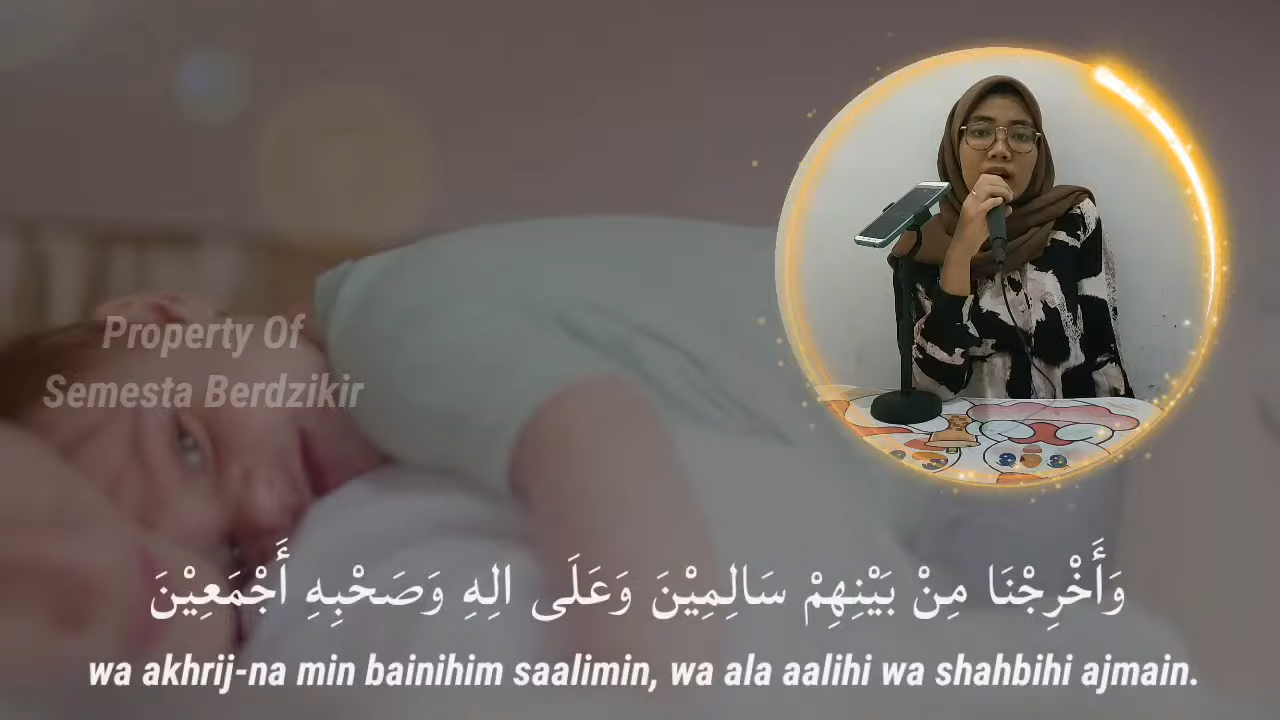 Property Of
Semesta Berdzikir
وَأَخْرِجْنَا مِنْ بَيْنِهِمْ سَالِمِيْنَ وَعَلَى الِهِ وَصَحْبِهِ أَجْمَعِيْنَ
wa akhrij-na min bainihim saalimin, wa ala aalihi wa shahbihi ajmain.